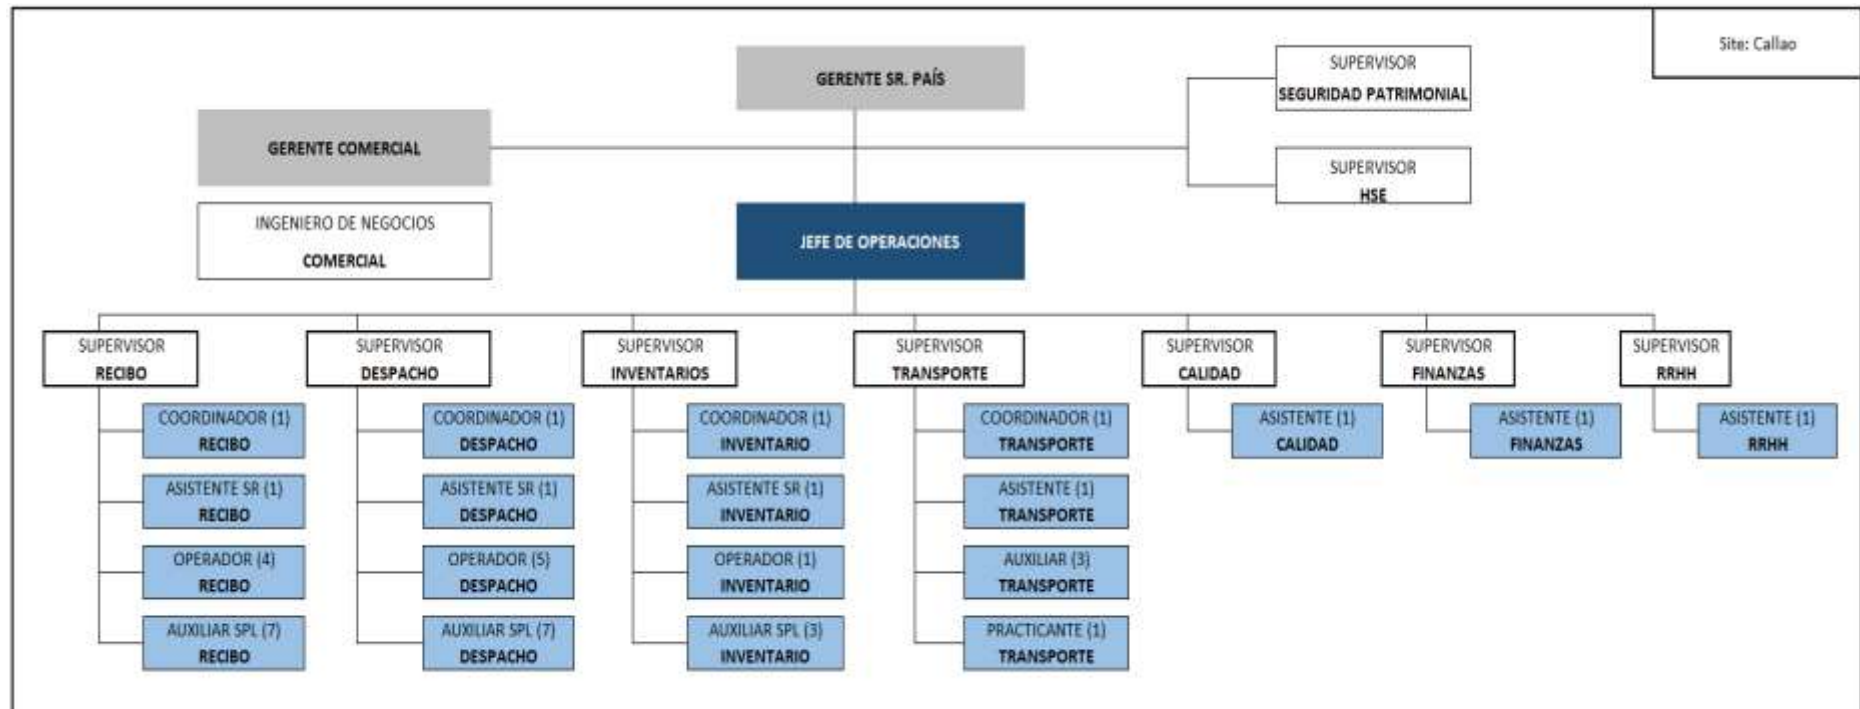 Site: Callao
GERENTE SR. PAÍS
SUPERVISOR
SEGURIDAD PATRIMONIAL
GERENTE COMERCIAL
SUPERVISOR
HSE
INGENIERO DE NEGOCIOS
COMERCIAL
JEFE DE OPERACIONES
SUPERVISOR
RECIBO
COORDINADOR (1)
RECIBO
ASISTENTE SR (1)
RECIBO
OPERADOR (4)
RECIBO
AUXILIAR SPL (7)
RECIBO
SUPERVISOR
DESPACHO
COORDINADOR (1)
DESPACHO
ASISTENTE SR (1)
DESPACHO
OPERADOR (5)
DESPACHO
AUXILIAR SPL (7)
DESPACHO
SUPERVISOR
INVENTARIOS
COORDINADOR (1)
INVENTARIO
ASISTENTE SR (1)
INVENTARIO
OPERADOR (1)
INVENTARIO
AUXILIAR SPL (3)
INVENTARIO
SUPERVISOR
TRANSPORTE
COORDINADOR (1)
TRANSPORTE
ASISTENTE (1)
TRANSPORTE
AUXILIAR (3)
TRANSPORTE
PRACTICANTE (1)
TRANSPORTE
SUPERVISOR
CALIDAD
ASISTENTE (1)
CALIDAD
SUPERVISOR
FINANZAS
ASISTENTE (1)
FINANZAS
SUPERVISOR
RRHH
ASISTENTE (1)
RRHH